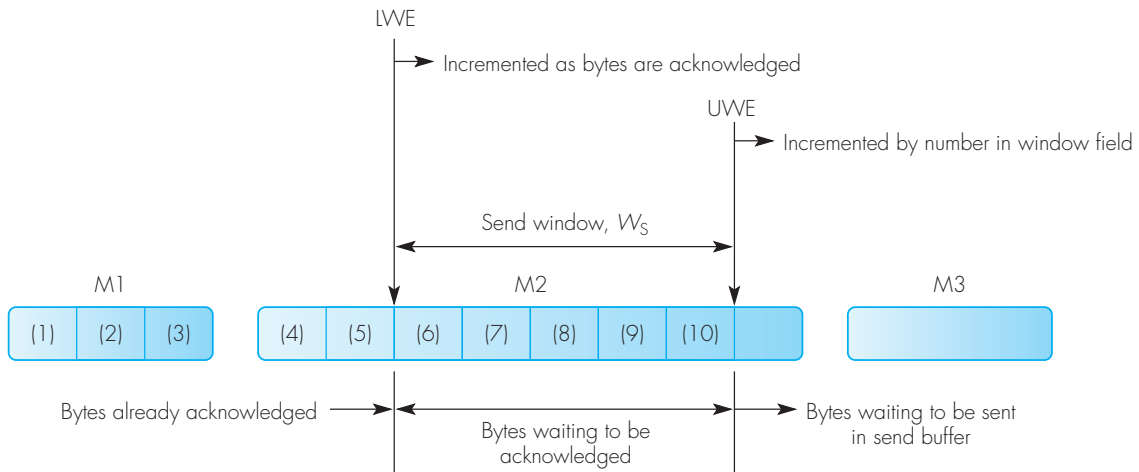 LWE
Incremented as bytes are acknowledged
UWE
Incremented by number in window field
Send window, WS
M1
M2
M3
(1) (2) (3) (4) (5) (6) (7) (8) (9) (10)
Bytes already acknowledged
Bytes waiting to be
acknowledged
Bytes waiting to be sent
in send buffer